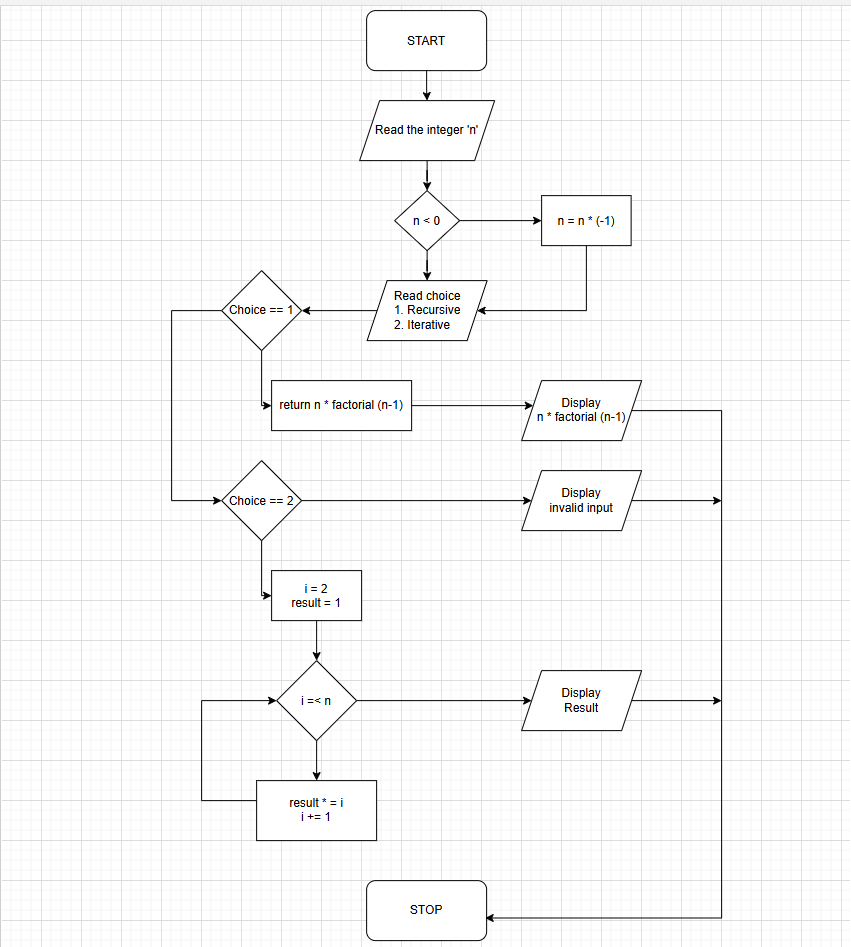 START
Read the integer 'n'
n < 0
n = n * (-1)
Read choice
1. Recursive
2. Iterative
Choice == 1
return n * factorial (n-1)
Display
n * factorial (n-1)
Choice == 2
Display
invalid input
i = 2
result = 1
i =< n
Display
Result
result * = i
i += 1
STOP